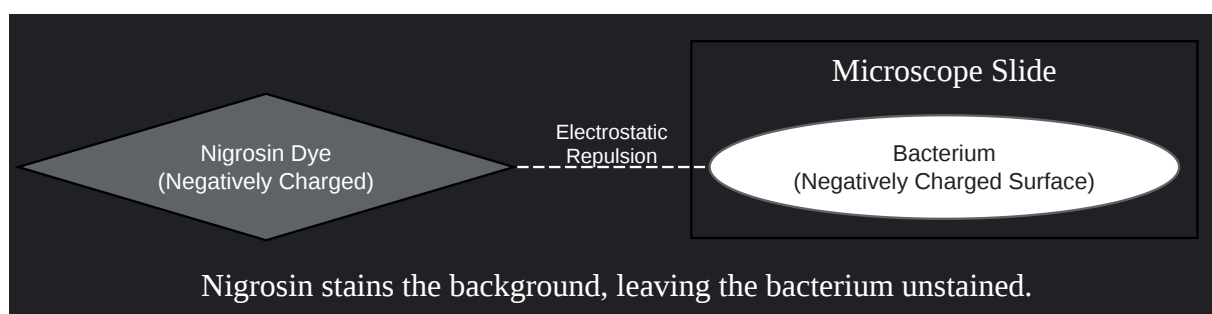 Microscope Slide
Electrostatic
Repulsion
Nigrosin Dye
(Negatively Charged)
Bacterium
(Negatively Charged Surface)
Nigrosin stains the background, leaving the bacterium unstained.